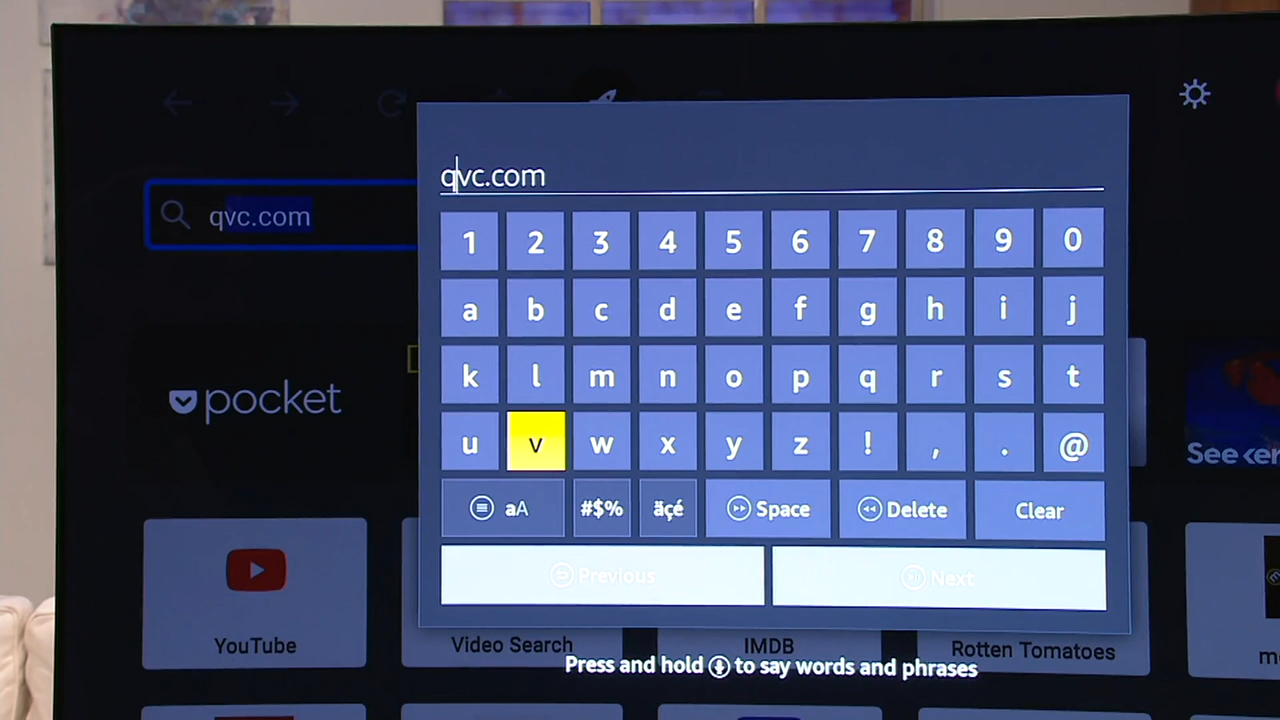 qvc.com
qvc.com
1 2 3 4 5 6 7 8 9 0
a b c d e f g h i j
k l m n o p q r s t
u v w x y z ! , . @
aA #$% äçé Space Delete Clear
Previous Next
pocket
YouTube Video Search IMDB Rotten Tomatoes
Press and hold to say words and phrases